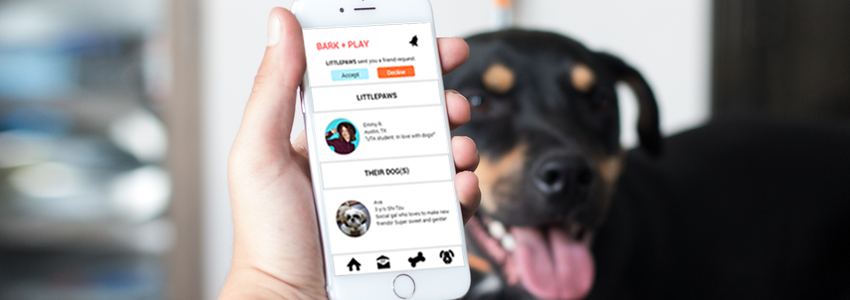 BARK + PLAY
LITTLEPAWS sent you a friend request.
Accept
Decline
LITTLEPAWS
Emmy R.
Austin, TX
"UTA student. In love with dogs!"
THEIR DOG(S)
Ava
3 y/o Shi Tzu
Social gal who loves to make new
friends! Super sweet and gentle!